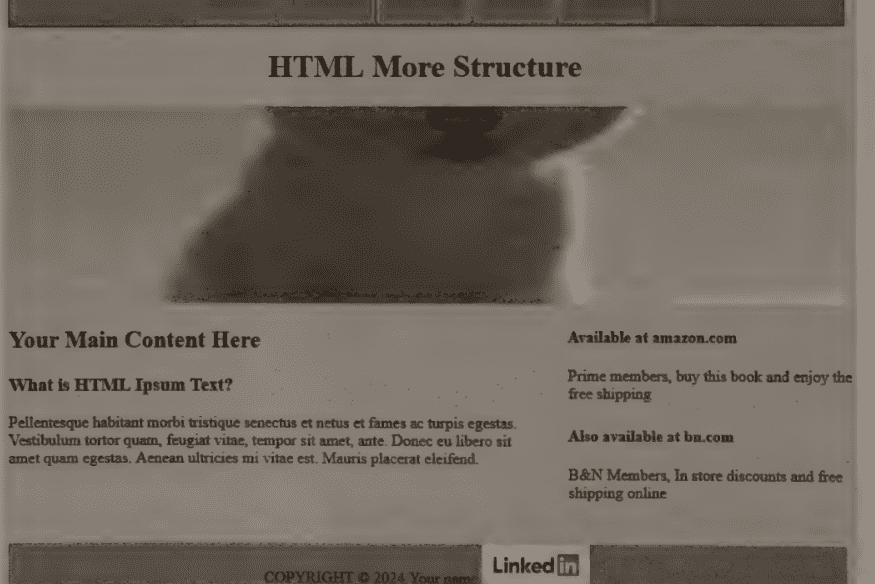 HTML More Structure
Your Main Content Here
What is HTML Ipsum Text?
Pellentesque habitant morbi tristique senectus et netus et fames ac turpis egestas.
Vestibulum tortor quam, feugiat vitae, tempor sit amet, ante. Donec eu libero sit
amet quam egestas. Aenean ultricies mi vitae est. Mauris placerat eleifend.
Available at amazon.com
Prime members, buy this book and enjoy the
free shipping
Also available at bn.com
B&N Members, In store discounts and free
shipping online
COPYRIGHT © 2024 Your name
Linked in